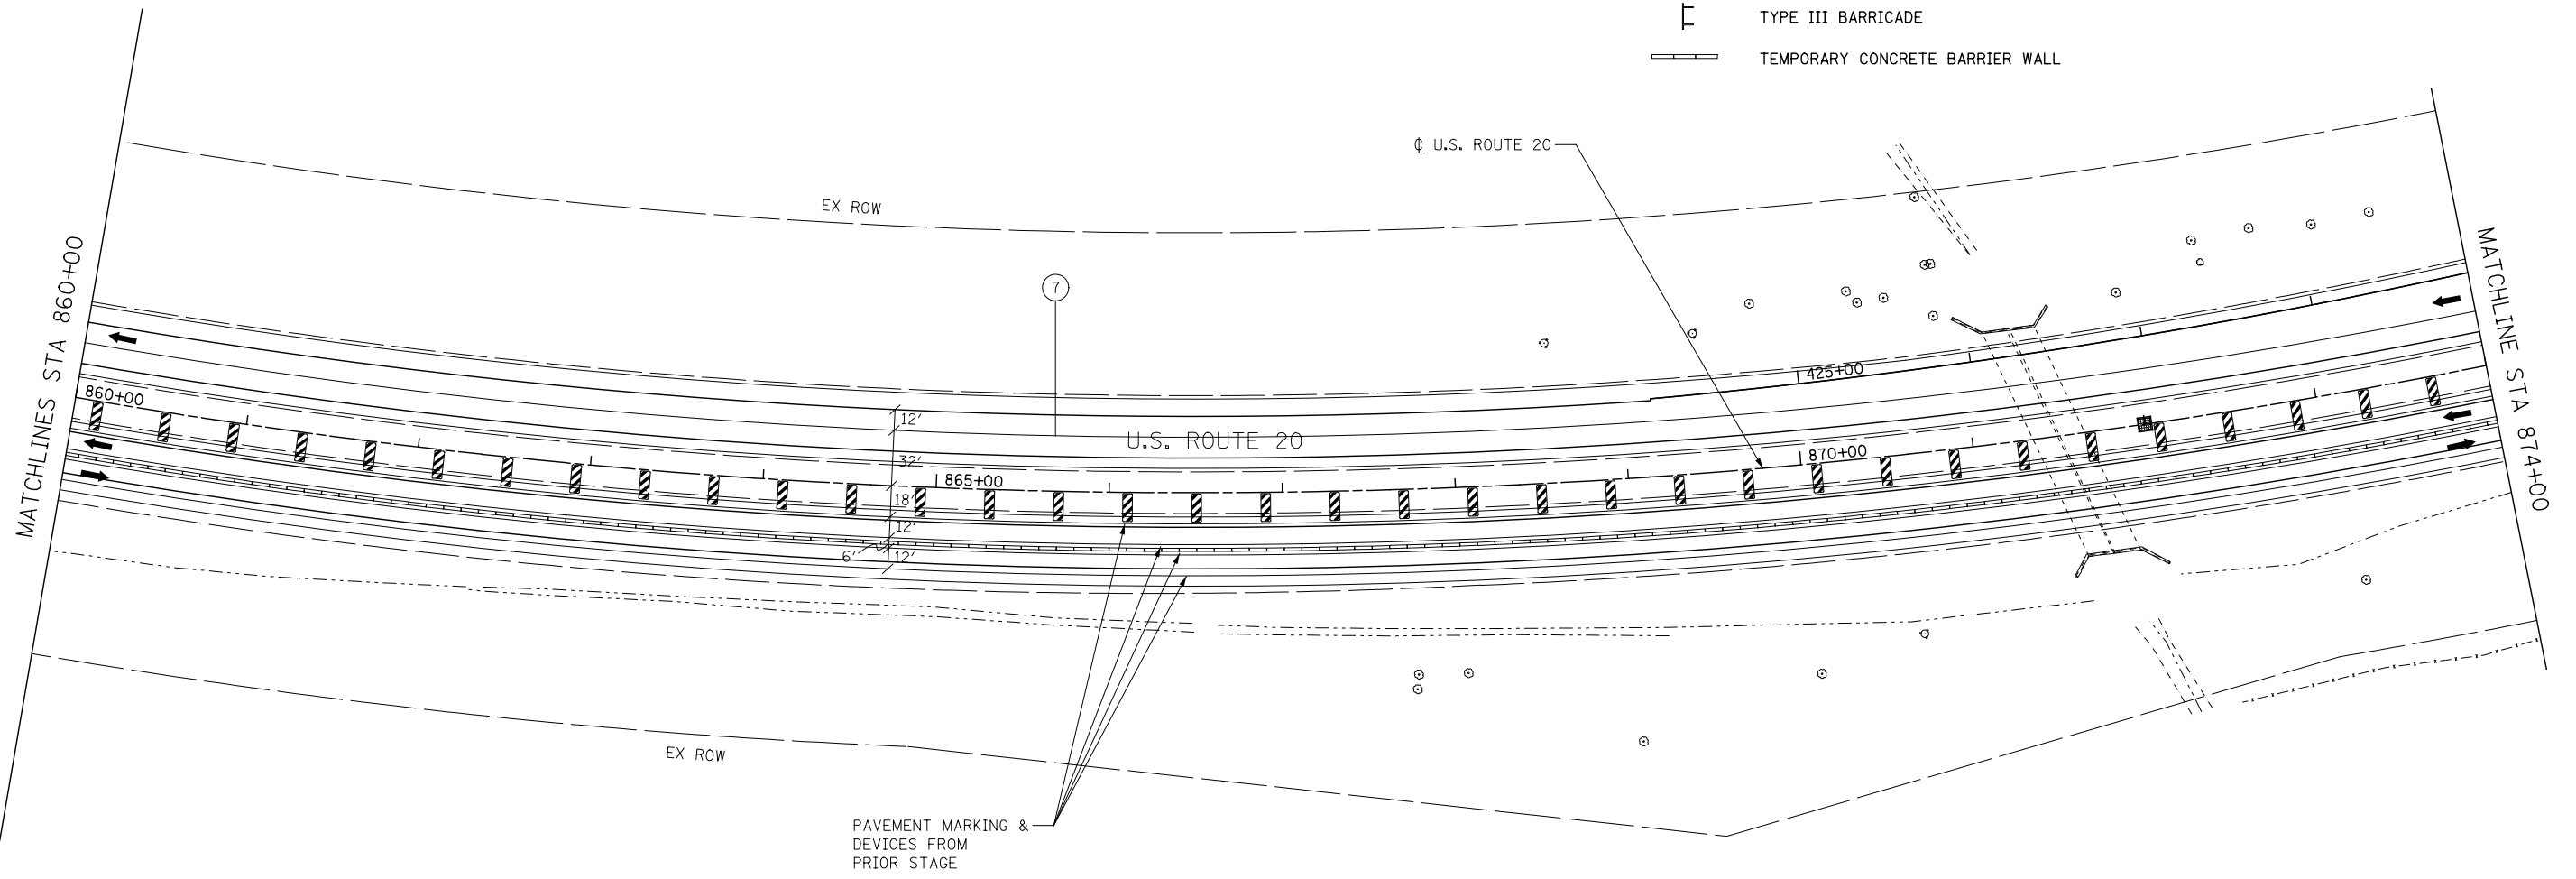 TYPE III BARRICADE
TEMPORARY CONCRETE BARRIER WALL
℄ U.S. ROUTE 20
EX ROW
MATCHLINES STA 860+00
MATCHLINE STA 874+00
7
425+00
860+00
12'
U.S. ROUTE 20
32'
870+00
865+00
18'
12'
6'
12'
EX ROW
PAVEMENT MARKING &
DEVICES FROM
PRIOR STAGE